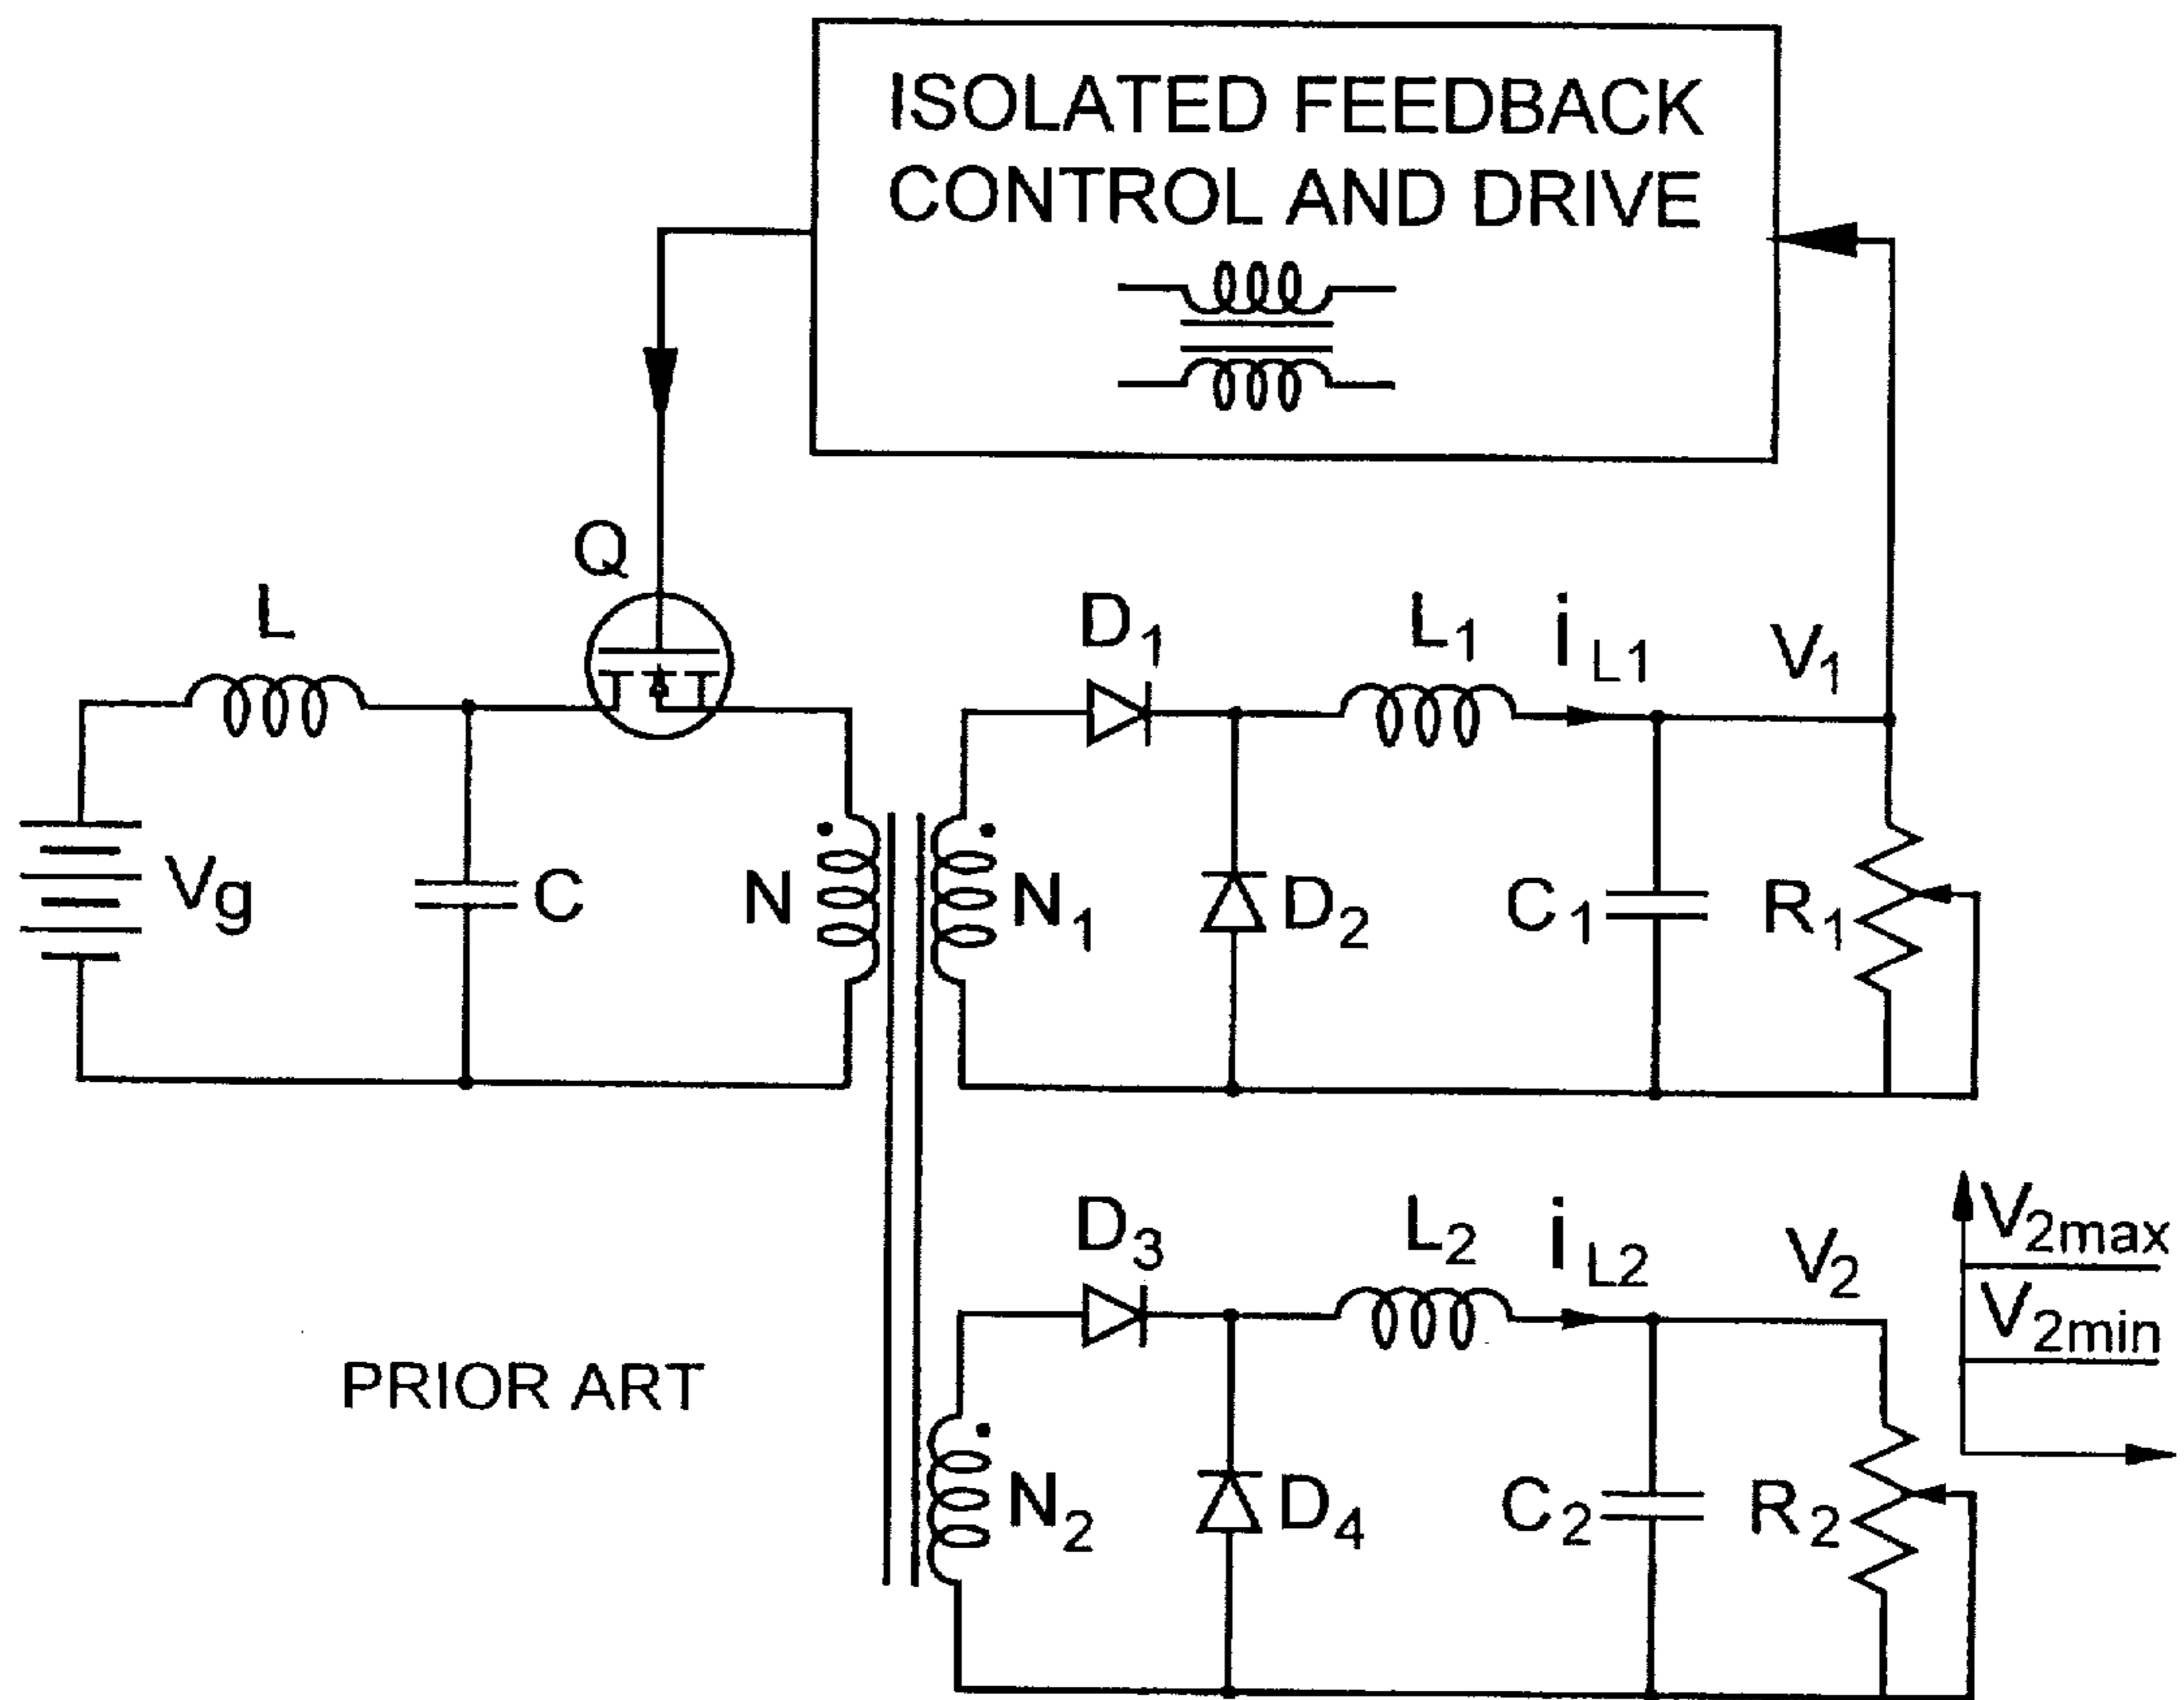 ISOLATED FEEDBACK
CONTROL AND DRIVE
Q
L
D1
L1
iL1
V1
Vg
C
N
N1
D2
C1
R1
D3
L2
iL2
V2
V2max
V2min
PRIOR ART
N2
D4
C2
R2